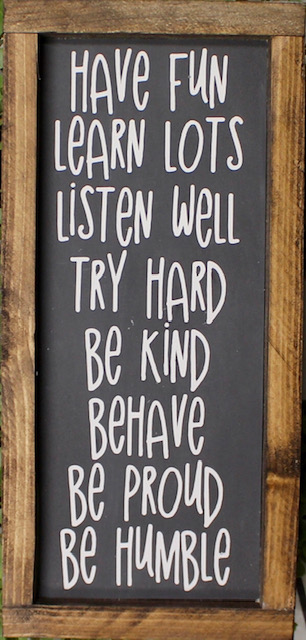 HAVE FUN
LEARN LOTS
LISTEN WELL
TRY HARD
BE KIND
BEHAVE
BE PROUD
BE HUMBLE